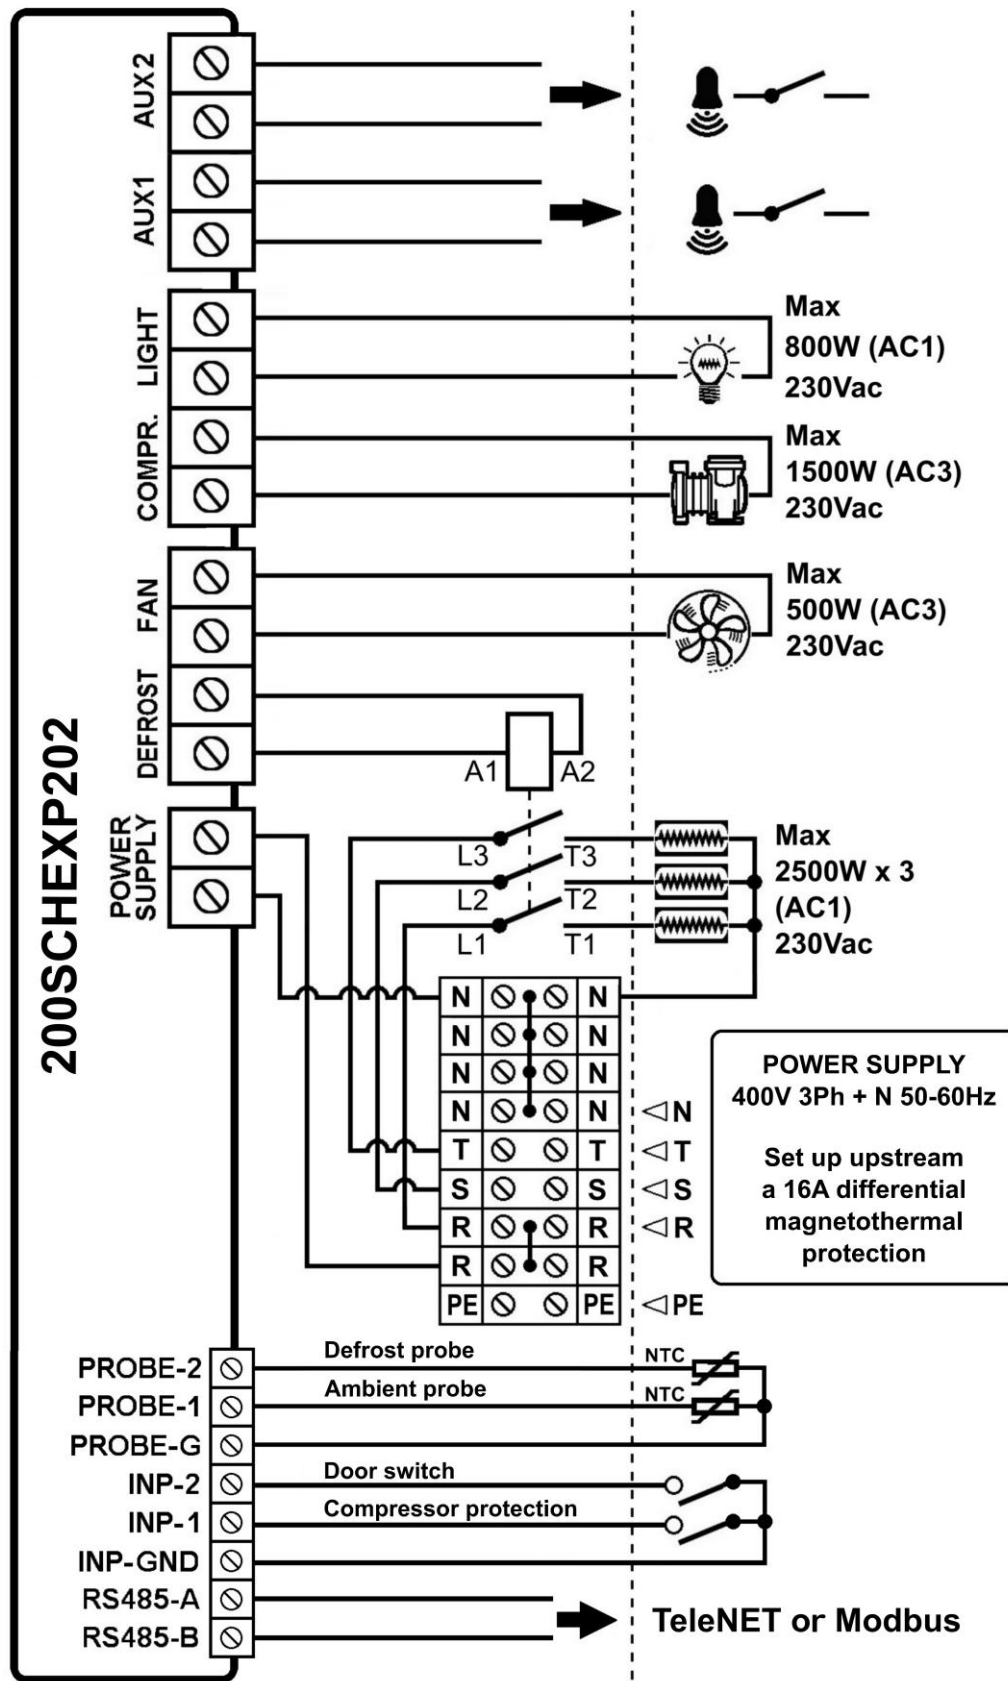 200SCHEXP202
AUX2
AUX1
LIGHT
Max
800W (AC1)
230Vac
COMPR.
Max
1500W (AC3)
230Vac
FAN
Max
500W (AC3)
230Vac
DEFROST
A1 A2
POWER
SUPPLY
L3 T3
L2 T2
L1 T1
Max
2500W x 3
(AC1)
230Vac
N N
N N
N N
N N N
T T T
S S S
R R R
R R
PE PE PE
POWER SUPPLY
400V 3Ph + N 50-60Hz
Set up upstream
a 16A differential
magnetothermal
protection
PROBE-2 Defrost probe NTC
PROBE-1 Ambient probe NTC
PROBE-G
INP-2 Door switch
INP-1 Compressor protection
INP-GND
RS485-A
RS485-B
TeleNET or Modbus